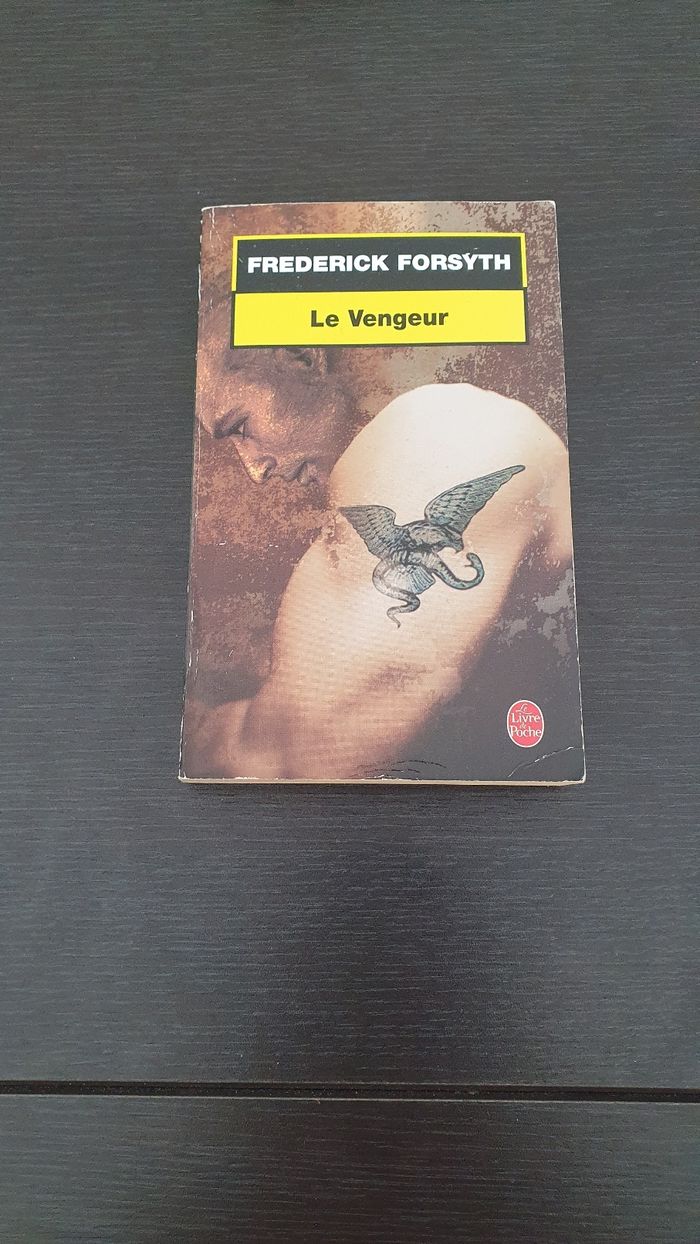 FREDERICK FORSYTH
Le Vengeur
Le
Livre
de
Poche